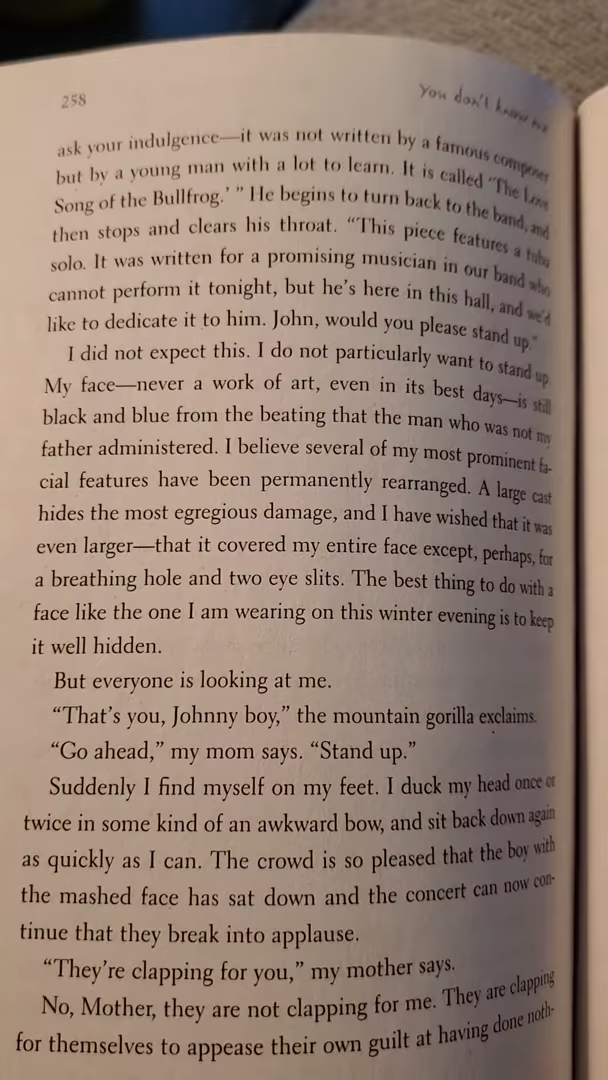 258
you don't know me
ask your indulgence—it was not written by a famous composer
but by a young man with a lot to learn. It is called "The Love
Song of the Bullfrog.' " He begins to turn back to the band, and
then stops and clears his throat. "This piece features a tuba
solo. It was written for a promising musician in our band who
cannot perform it tonight, but he's here in this hall, and we'd
like to dedicate it to him. John, would you please stand up."
I did not expect this. I do not particularly want to stand up.
My face—never a work of art, even in its best days—is still
black and blue from the beating that the man who was not my
father administered. I believe several of my most prominent fa-
cial features have been permanently rearranged. A large cast
hides the most egregious damage, and I have wished that it was
even larger—that it covered my entire face except, perhaps, for
a breathing hole and two eye slits. The best thing to do with a
face like the one I am wearing on this winter evening is to keep
it well hidden.
But everyone is looking at me.
"That's you, Johnny boy," the mountain gorilla exclaims.
"Go ahead," my mom says. "Stand up."
Suddenly I find myself on my feet. I duck my head once or
twice in some kind of an awkward bow, and sit back down again
as quickly as I can. The crowd is so pleased that the boy with
the mashed face has sat down and the concert can now con-
tinue that they break into applause.
"They're clapping for you," my mother says.
No, Mother, they are not clapping for me. They are clapping
for themselves to appease their own guilt at having done noth-